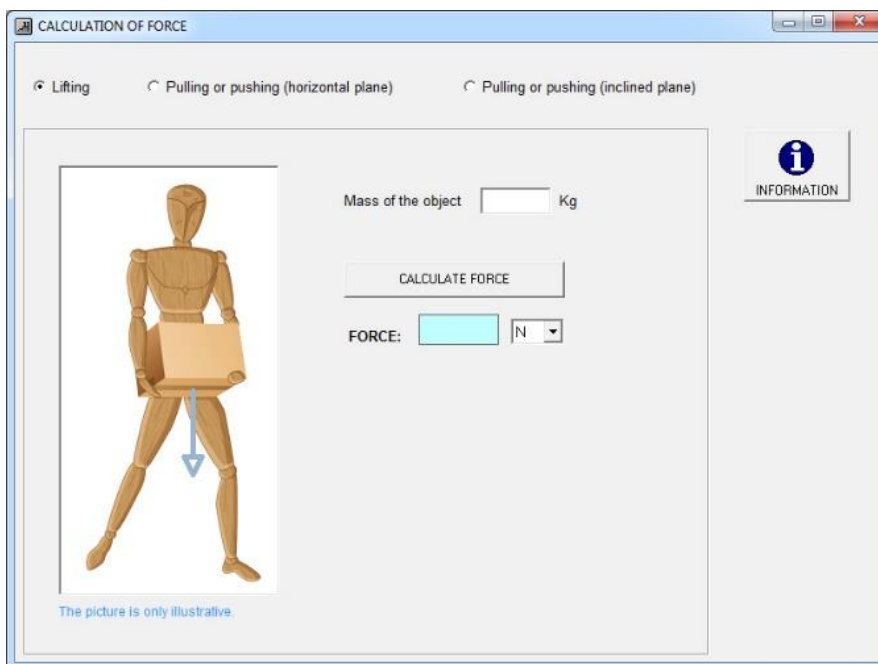 CALCULATION OF FORCE
Lifting Pulling or pushing (horizontal plane) Pulling or pushing (inclined plane)
INFORMATION
Mass of the object Kg
CALCULATE FORCE
FORCE: N
The picture is only illustrative.